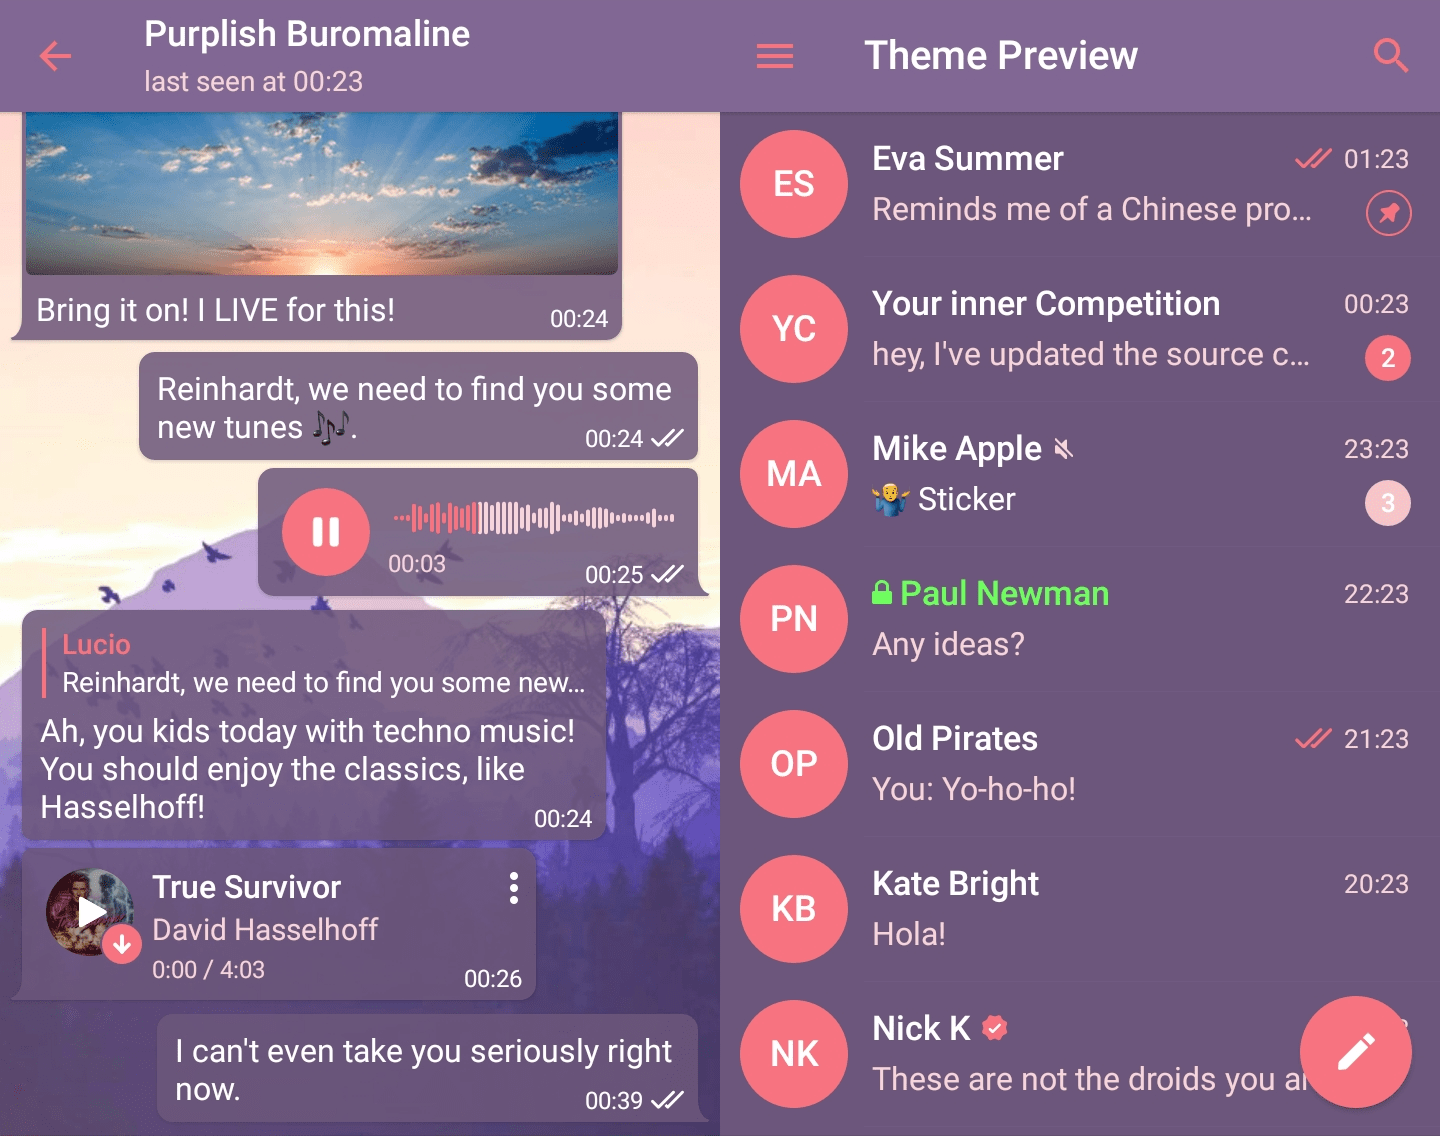 Purplish Buromaline
last seen at 00:23
Bring it on! I LIVE for this!
00:24
Reinhardt, we need to find you some
new tunes 🎶.
00:24
00:03
00:25
Lucio
Reinhardt, we need to find you some new...
Ah, you kids today with techno music!
You should enjoy the classics, like
Hasselhoff!
00:24
True Survivor
David Hasselhoff
0:00 / 4:03
00:26
I can't even take you seriously right
now.
00:39
Theme Preview
ES
Eva Summer
01:23
Reminds me of a Chinese pro...
YC
Your inner Competition
00:23
hey, I've updated the source c...
2
MA
Mike Apple
23:23
🤷‍♂️ Sticker
3
PN
Paul Newman
22:23
Any ideas?
OP
Old Pirates
21:23
You: Yo-ho-ho!
KB
Kate Bright
20:23
Hola!
NK
Nick K
These are not the droids you